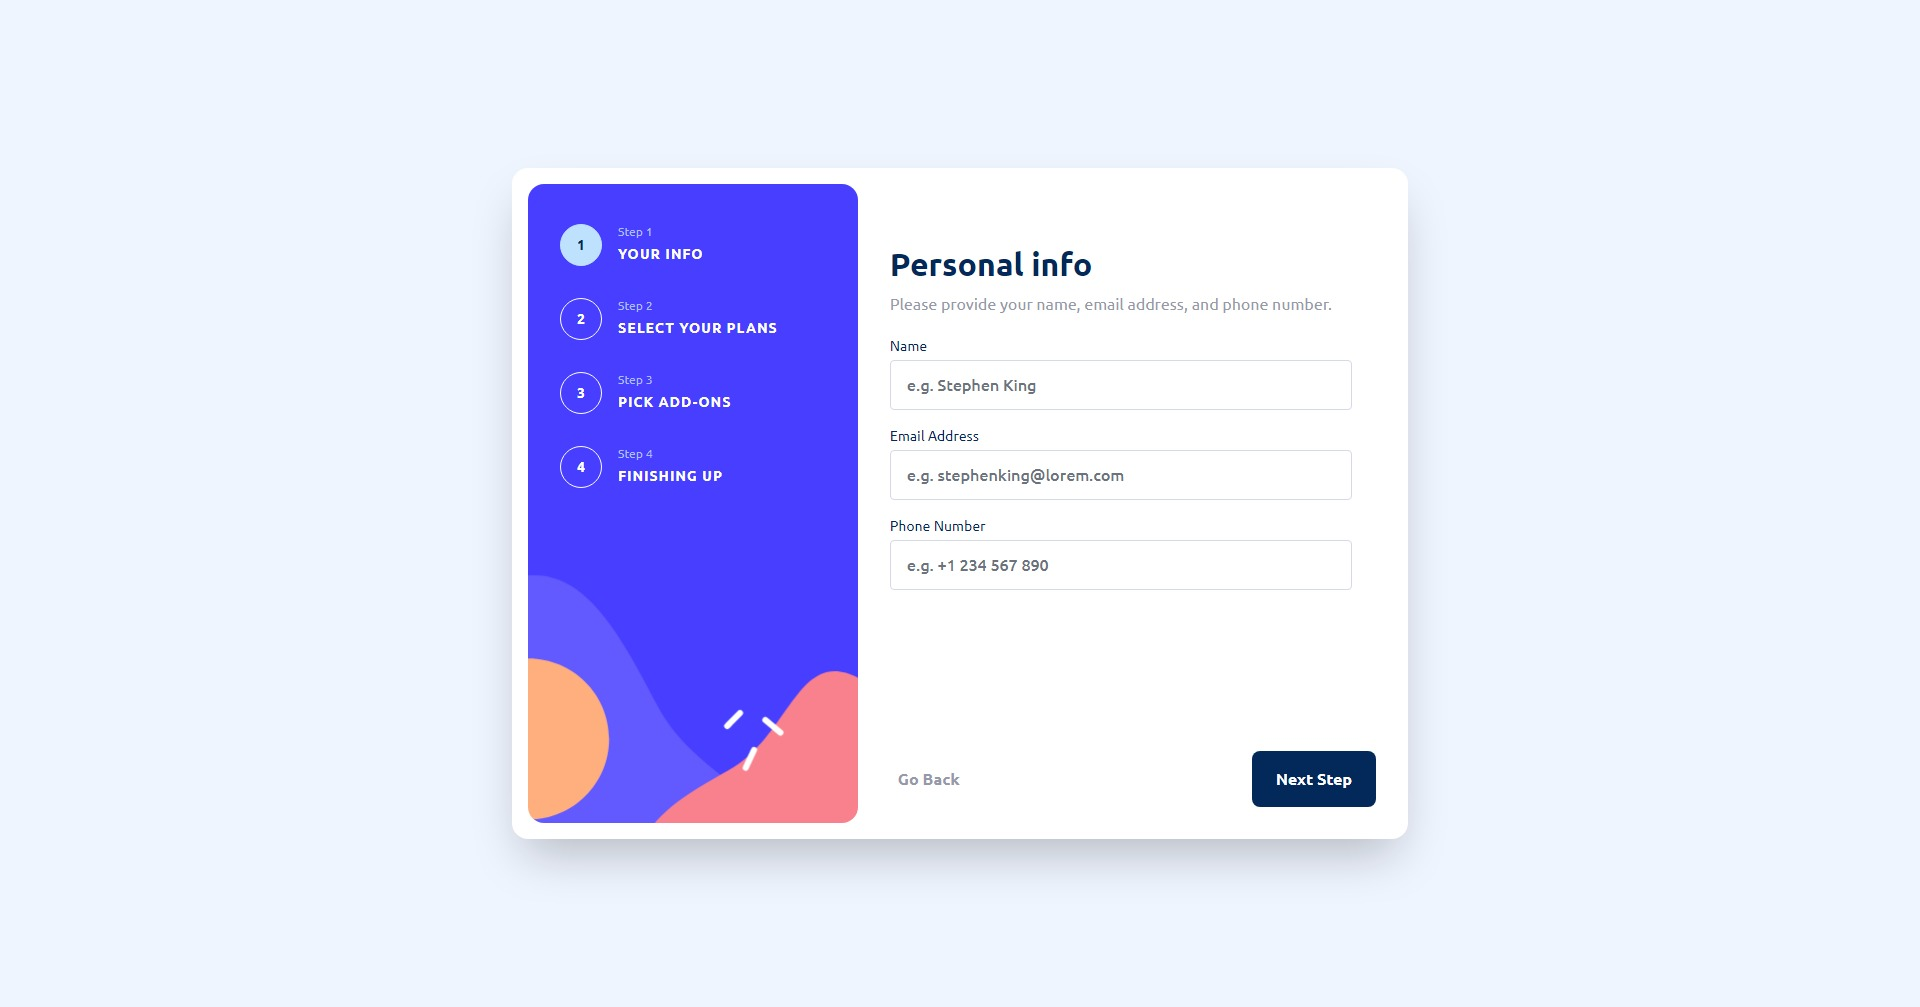 1
Step 1
YOUR INFO
2
Step 2
SELECT YOUR PLANS
3
Step 3
PICK ADD-ONS
4
Step 4
FINISHING UP
Personal info
Please provide your name, email address, and phone number.
Name
e.g. Stephen King
Email Address
e.g. stephenking@lorem.com
Phone Number
e.g. +1 234 567 890
Go Back
Next Step